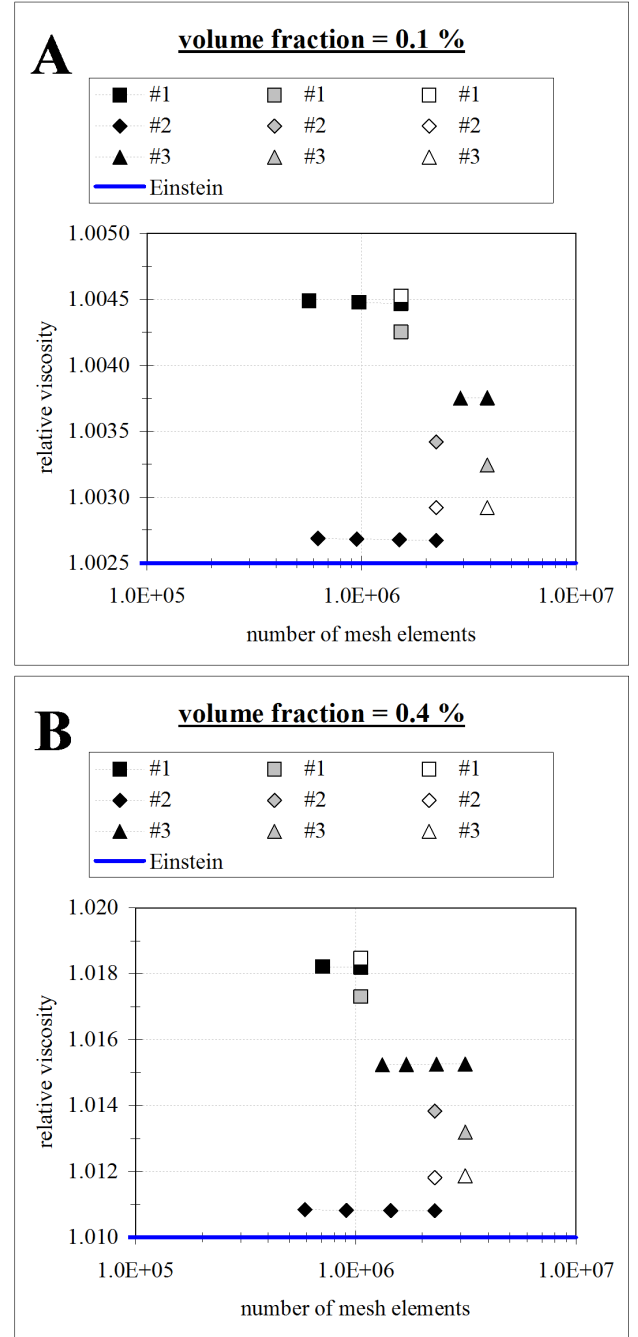 A
volume fraction = 0.1 %
#1 #1 #1
#2 #2 #2
#3 #3 #3
Einstein
1.0050
1.0045
1.0040
1.0035
1.0030
1.0025
relative viscosity
1.0E+05 1.0E+06 1.0E+07
number of mesh elements
B
volume fraction = 0.4 %
#1 #1 #1
#2 #2 #2
#3 #3 #3
Einstein
1.020
1.018
1.016
1.014
1.012
1.010
relative viscosity
1.0E+05 1.0E+06 1.0E+07
number of mesh elements